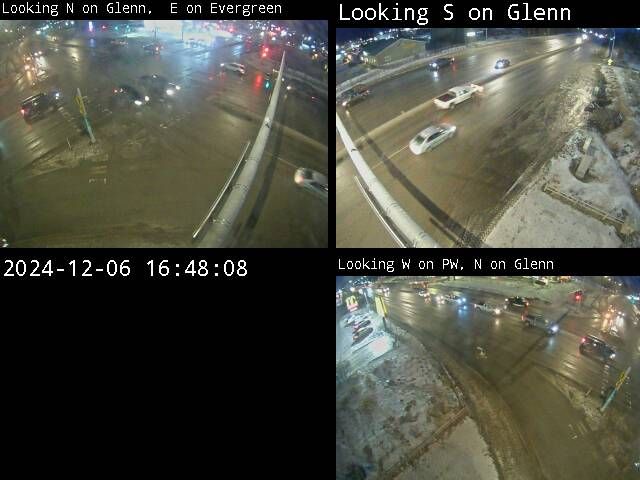 Looking N on Glenn,  E on Evergreen
Looking S on Glenn
2024-12-06 16:48:08
Looking W on PW, N on Glenn